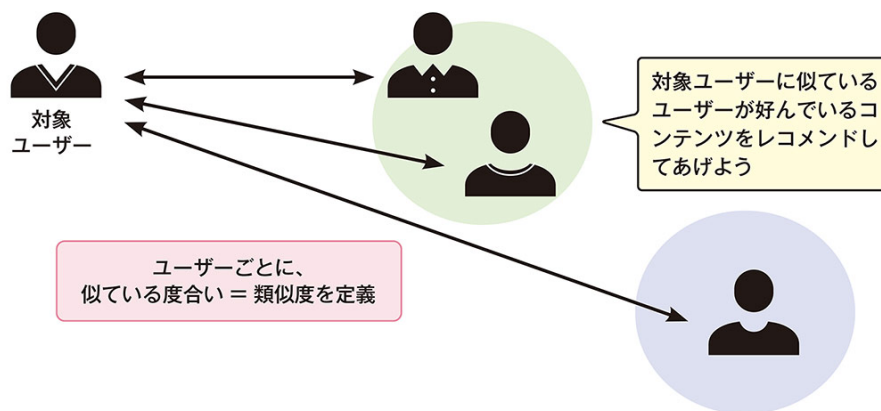 対象
ユーザー
対象ユーザーに似ている
ユーザーが好んでいるコ
ンテンツをレコメンドし
てあげよう
ユーザーごとに、
似ている度合い = 類似度を定義